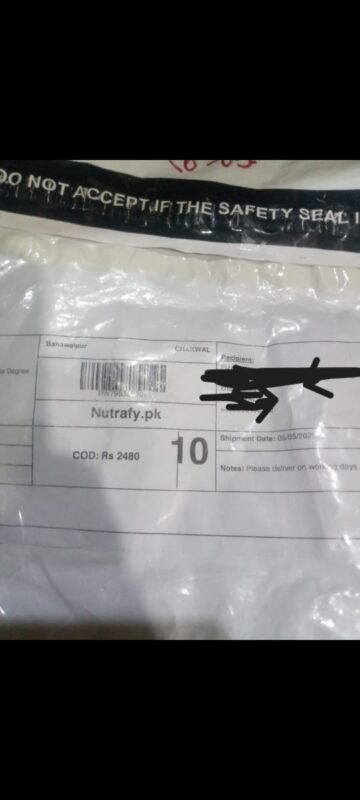 DO NOT ACCEPT IF THE SAFETY SEAL
Bahawalpur CHAKWAL
Recipient:
Degree
Nutrafy.pk
COD: Rs 2480
10
Shipment Date: 05/05/202
Notes: Please deliver on working days